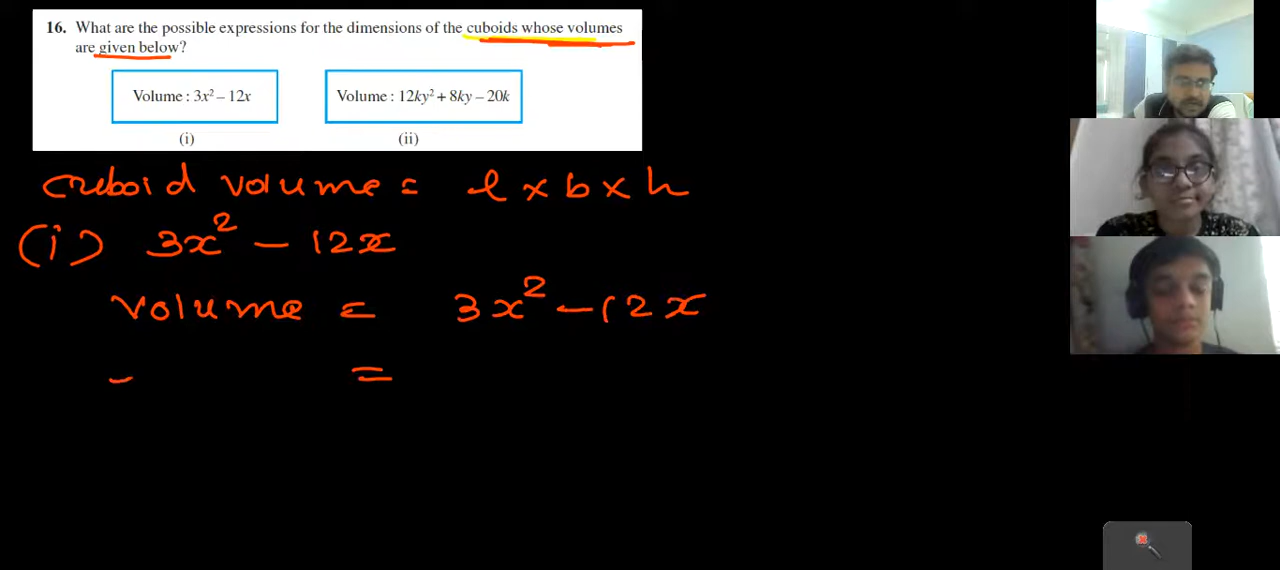 16. What are the possible expressions for the dimensions of the cuboids whose volumes
are given below?
Volume : 3x² – 12x
Volume : 12ky² + 8ky – 20k
(i)
(ii)
cuboid volume = l × b × h
(i) 3x² – 12x
volume = 3x² – 12x
– =